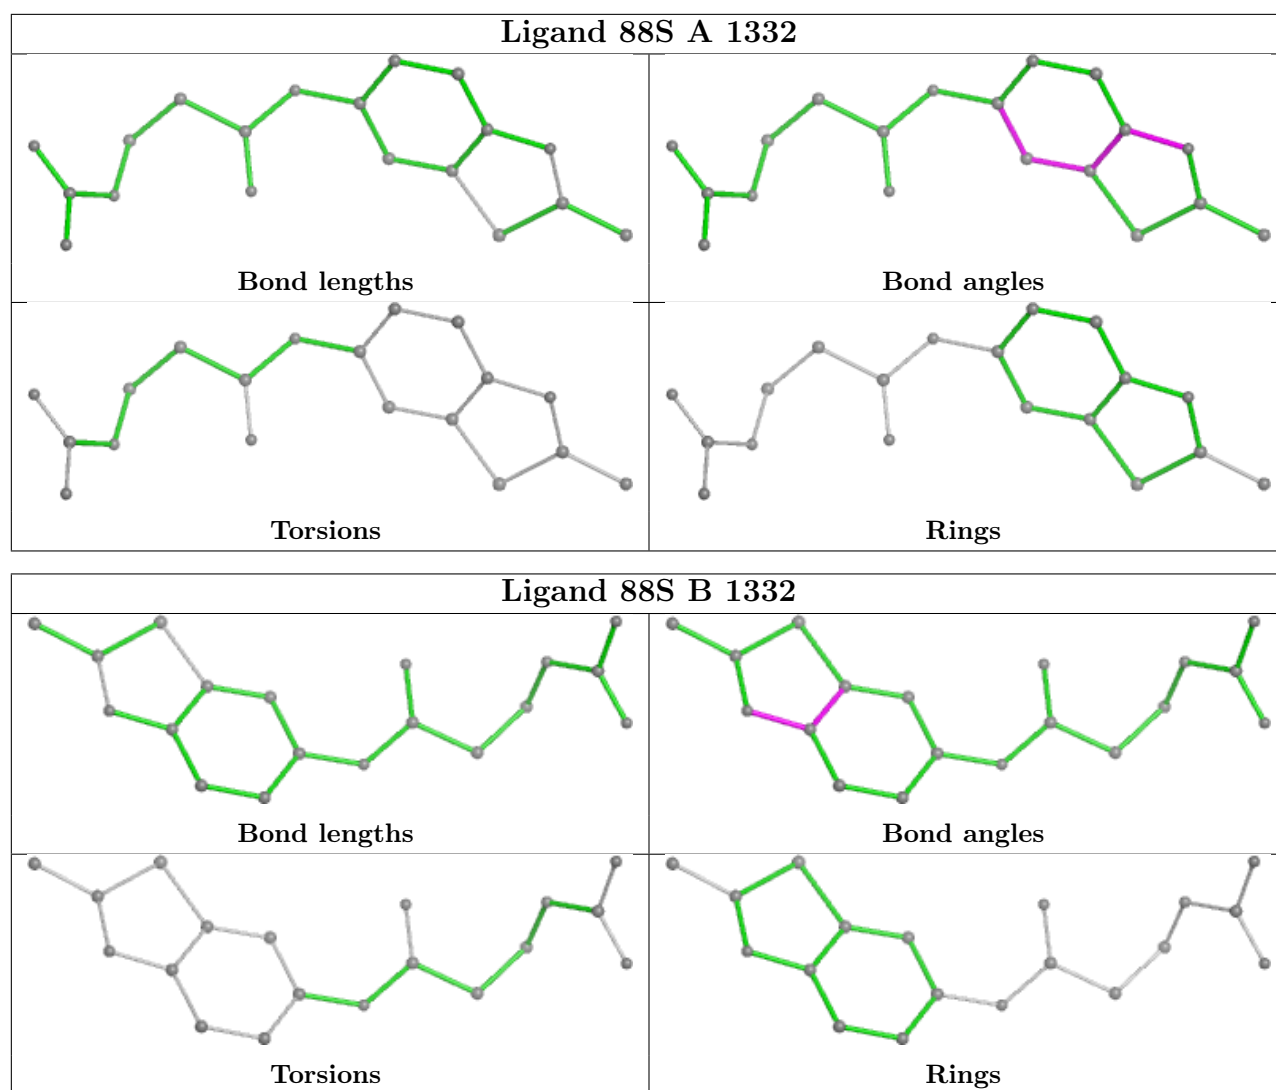 Ligand 88S A 1332
Bond lengths
Bond angles
Torsions
Rings
Ligand 88S B 1332
Bond lengths
Bond angles
Torsions
Rings